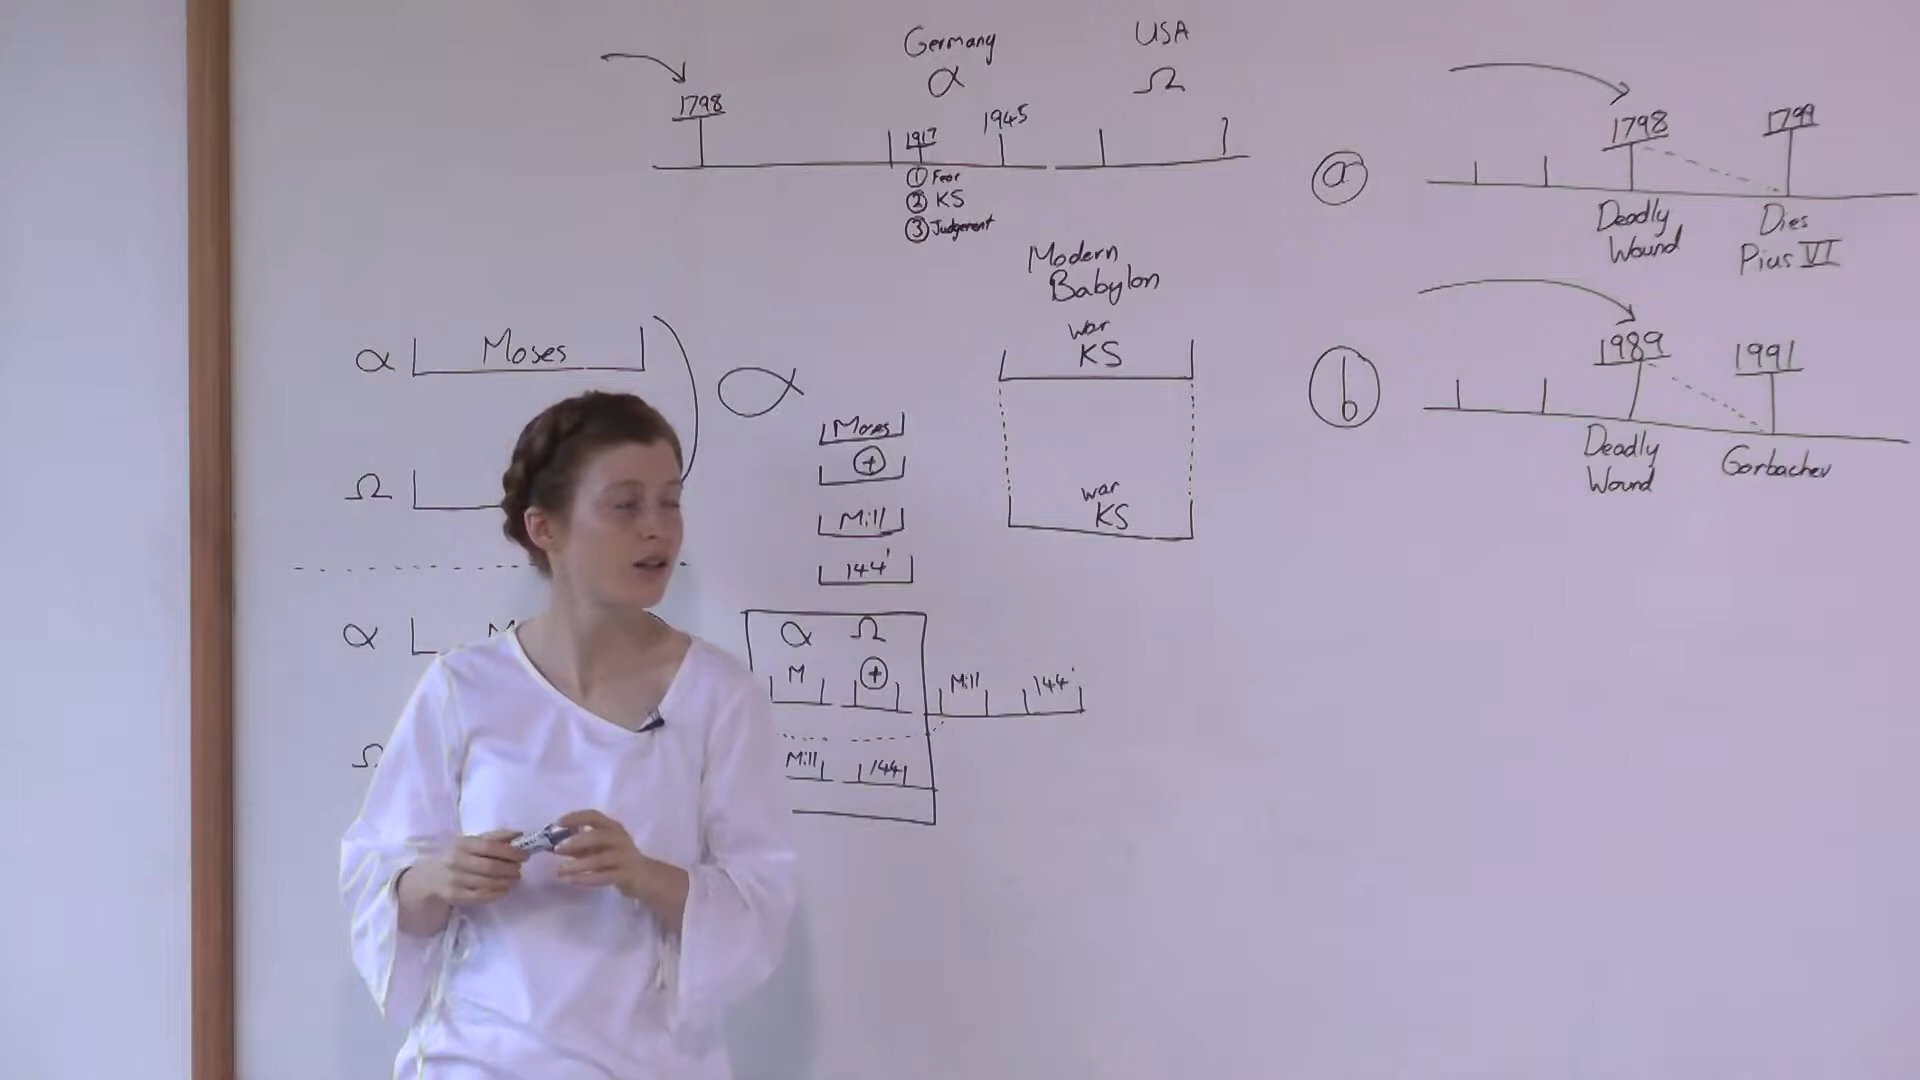 Germany
USA
α
Ω
1798
1917
1945
① Fear
② KS
③ Judgement
Modern
Babylon
war
KS
war
KS
α
Moses
α
Ω
Moses
+
Mill
144'
α
M
Ω
α Ω
M
+
Mill
144'
Mill
144
a
1798
1799
Deadly
Wound
Dies
Pius VI
b
1989
1991
Deadly
Wound
Gorbachev